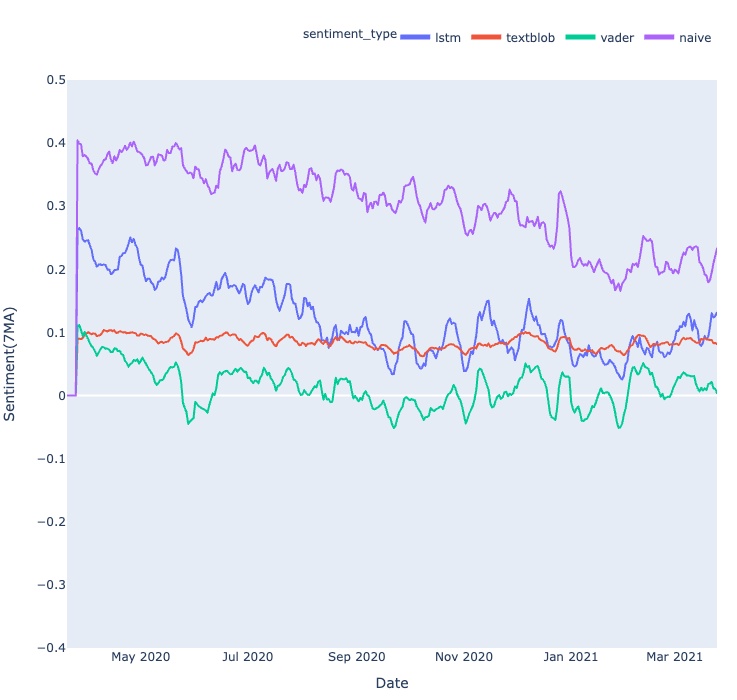 sentiment_type lstm textblob vader naive
0.5
0.4
0.3
0.2
0.1
0
−0.1
−0.2
−0.3
−0.4
Sentiment(7MA)
May 2020 Jul 2020 Sep 2020 Nov 2020 Jan 2021 Mar 2021
Date